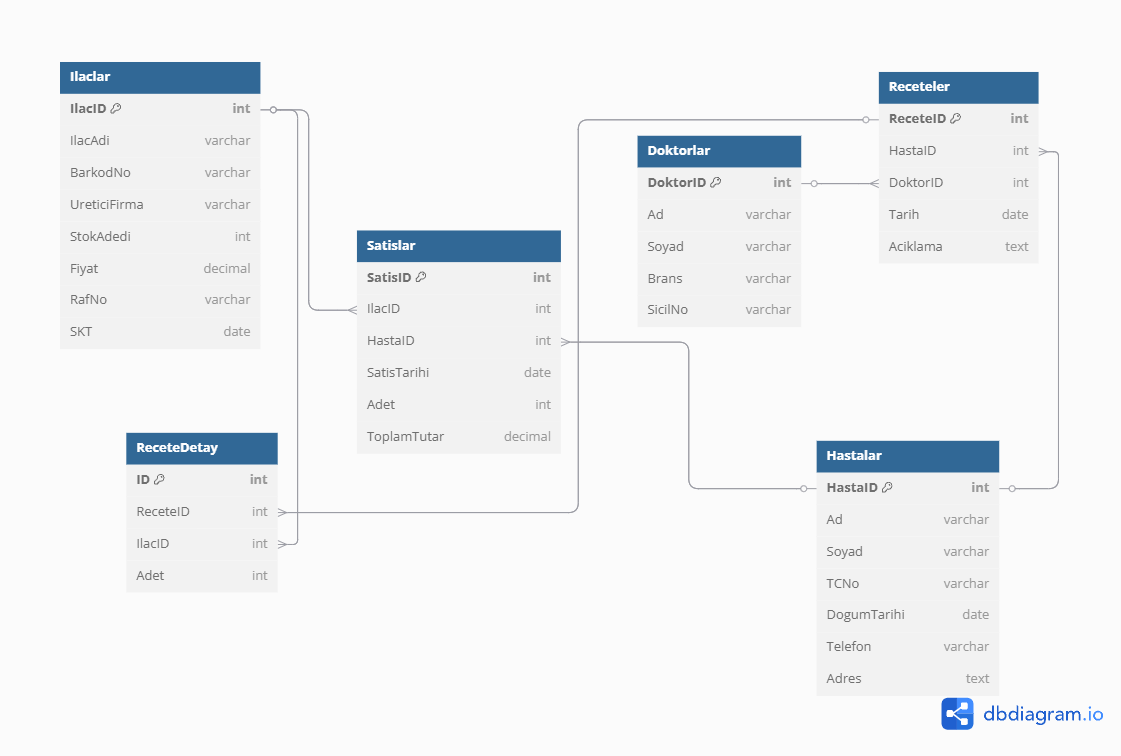 Ilaclar
IlacID int
IlacAdi varchar
BarkodNo varchar
UreticiFirma varchar
StokAdedi int
Fiyat decimal
RafNo varchar
SKT date
Satislar
SatisID int
IlacID int
HastaID int
SatisTarihi date
Adet int
ToplamTutar decimal
ReceteDetay
ID int
ReceteID int
IlacID int
Adet int
Doktorlar
DoktorID int
Ad varchar
Soyad varchar
Brans varchar
SicilNo varchar
Receteler
ReceteID int
HastaID int
DoktorID int
Tarih date
Aciklama text
Hastalar
HastaID int
Ad varchar
Soyad varchar
TCNo varchar
DogumTarihi date
Telefon varchar
Adres text
dbdiagram.io